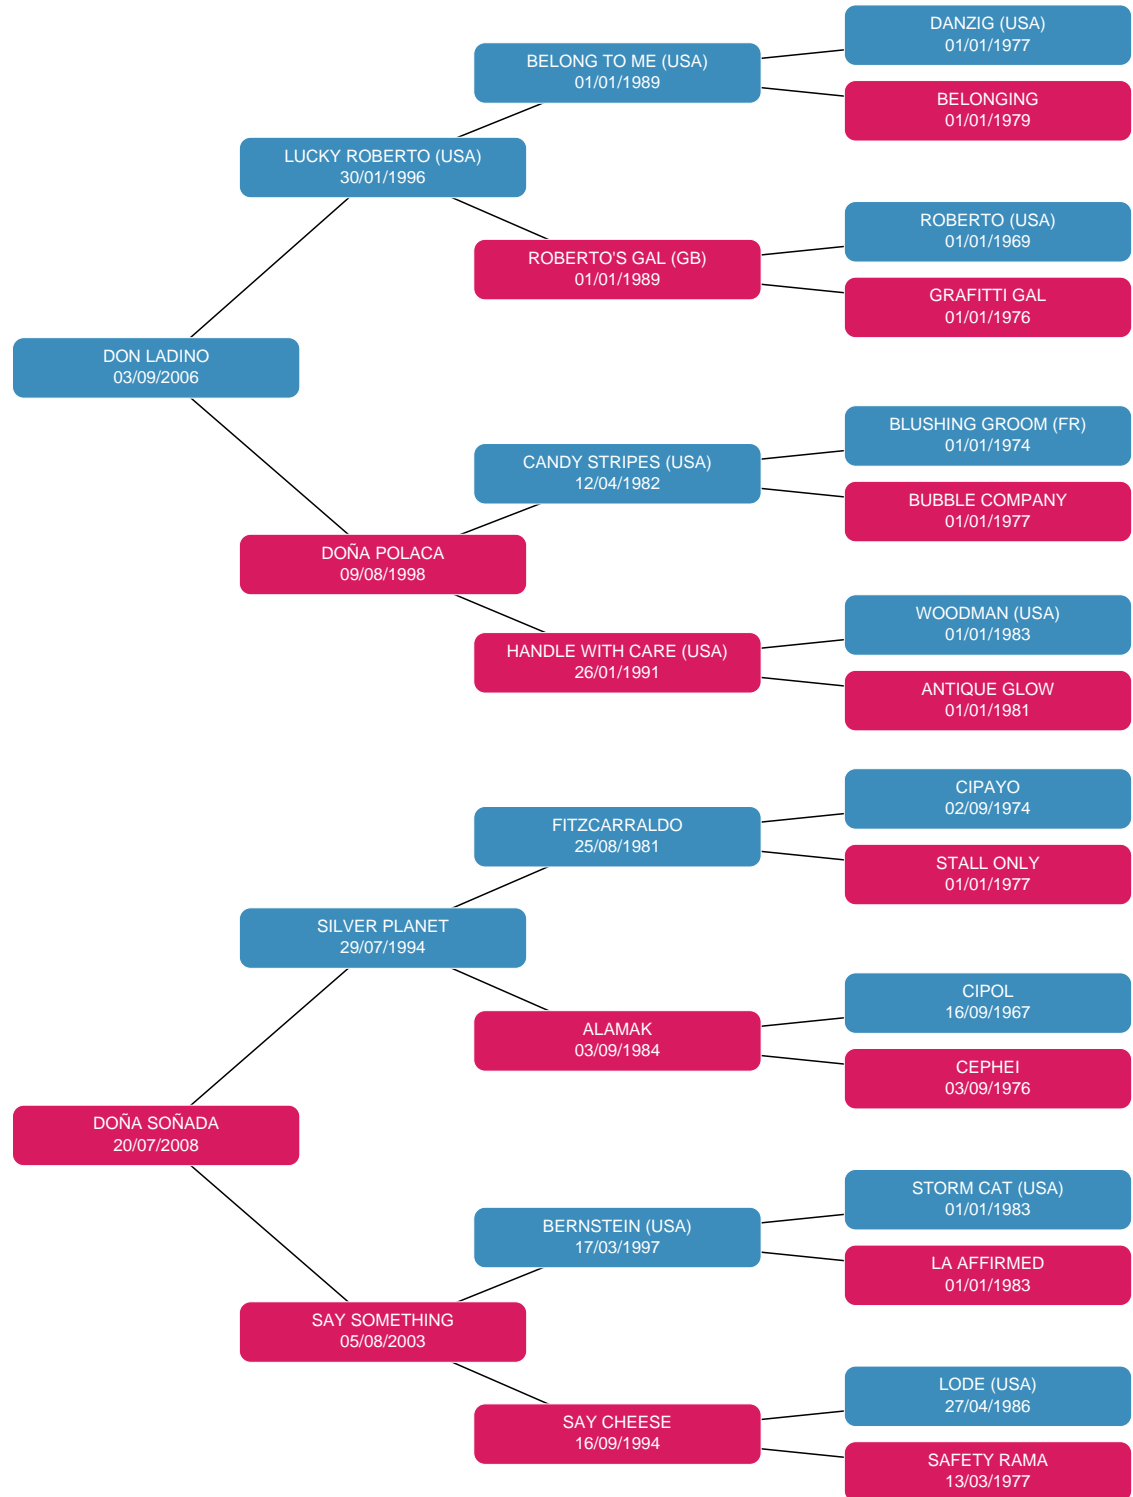 DANZIG (USA)
01/01/1977
BELONG TO ME (USA)
01/01/1989
BELONGING
01/01/1979
LUCKY ROBERTO (USA)
30/01/1996
ROBERTO (USA)
01/01/1969
ROBERTO'S GAL (GB)
01/01/1989
GRAFITTI GAL
01/01/1976
DON LADINO
03/09/2006
BLUSHING GROOM (FR)
01/01/1974
CANDY STRIPES (USA)
12/04/1982
BUBBLE COMPANY
01/01/1977
DOÑA POLACA
09/08/1998
WOODMAN (USA)
01/01/1983
HANDLE WITH CARE (USA)
26/01/1991
ANTIQUE GLOW
01/01/1981
CIPAYO
02/09/1974
FITZCARRALDO
25/08/1981
STALL ONLY
01/01/1977
SILVER PLANET
29/07/1994
CIPOL
16/09/1967
ALAMAK
03/09/1984
CEPHEI
03/09/1976
DOÑA SOÑADA
20/07/2008
STORM CAT (USA)
01/01/1983
BERNSTEIN (USA)
17/03/1997
LA AFFIRMED
01/01/1983
SAY SOMETHING
05/08/2003
LODE (USA)
27/04/1986
SAY CHEESE
16/09/1994
SAFETY RAMA
13/03/1977